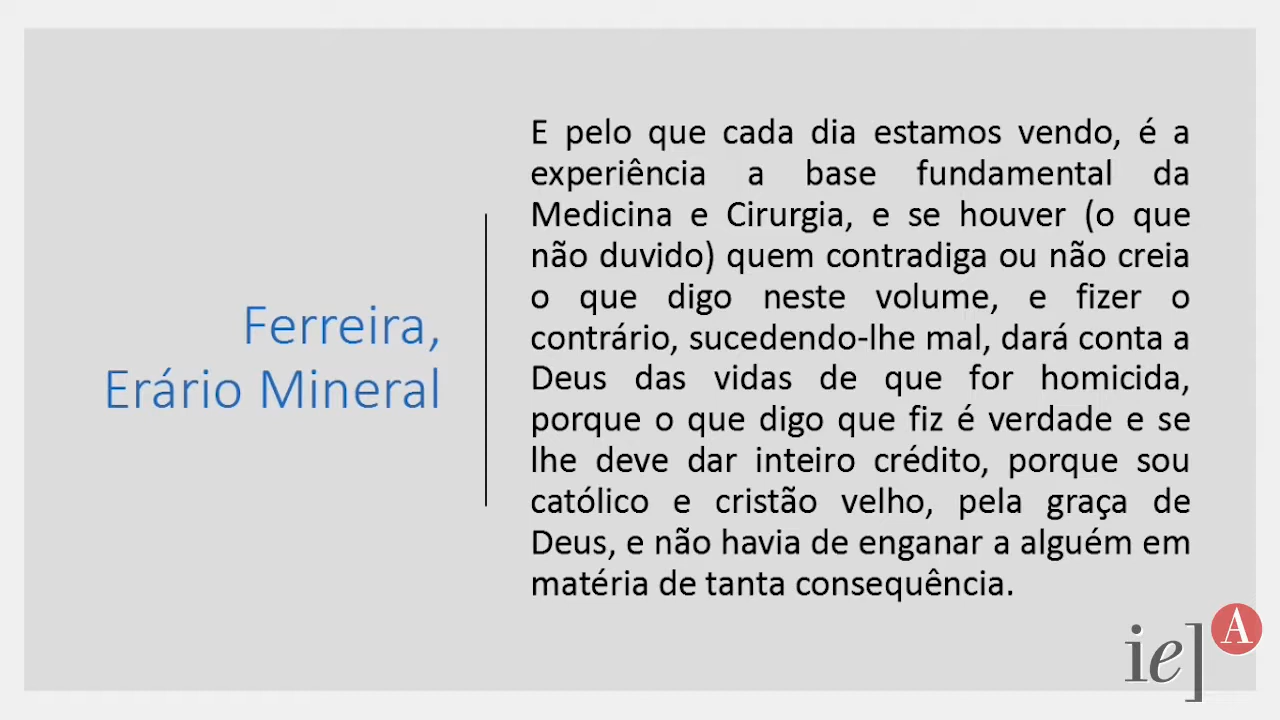 Ferreira,
Erário Mineral
E pelo que cada dia estamos vendo, é a
experiência a base fundamental da
Medicina e Cirurgia, e se houver (o que
não duvido) quem contradiga ou não creia
o que digo neste volume, e fizer o
contrário, sucedendo-lhe mal, dará conta a
Deus das vidas de que for homicida,
porque o que digo que fiz é verdade e se
lhe deve dar inteiro crédito, porque sou
católico e cristão velho, pela graça de
Deus, e não havia de enganar a alguém em
matéria de tanta consequência.
ie] A